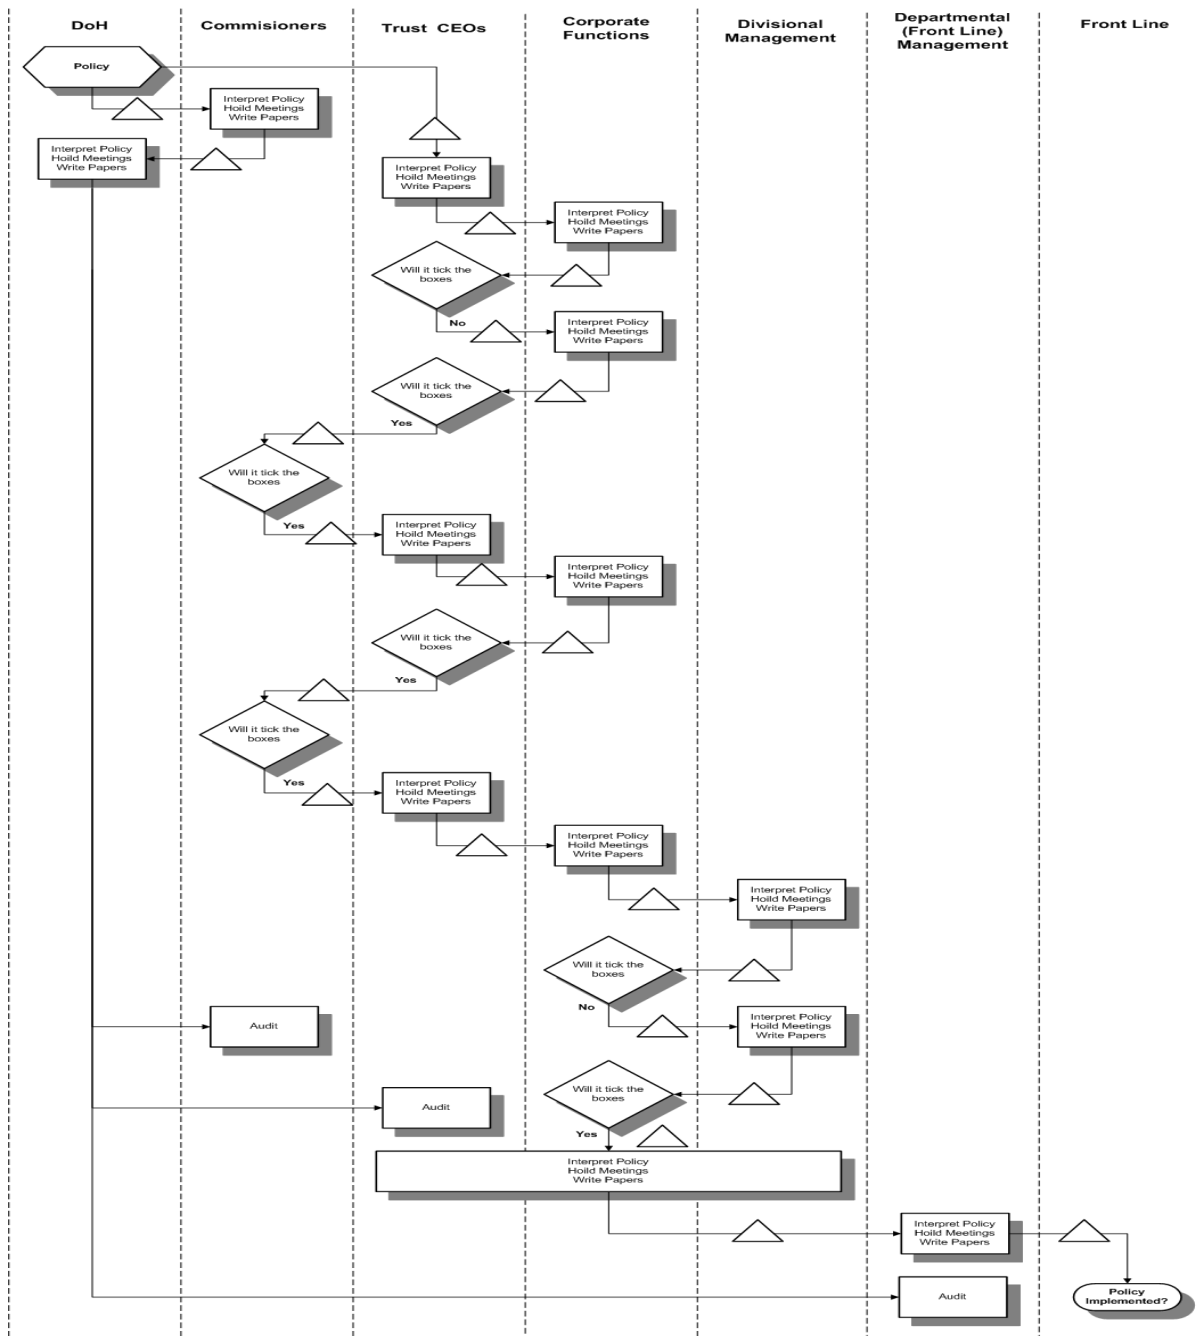 DoH
Commisioners
Trust CEOs
Corporate
Functions
Divisional
Management
Departmental
(Front Line)
Management
Front Line
Policy
Interpret Policy
Hoild Meetings
Write Papers
Interpret Policy
Hoild Meetings
Write Papers
Interpret Policy
Hoild Meetings
Write Papers
Interpret Policy
Hoild Meetings
Write Papers
Will it tick the
boxes
No
Interpret Policy
Hoild Meetings
Write Papers
Will it tick the
boxes
Yes
Will it tick the
boxes
Yes
Interpret Policy
Hoild Meetings
Write Papers
Interpret Policy
Hoild Meetings
Write Papers
Will it tick the
boxes
Yes
Will it tick the
boxes
Yes
Interpret Policy
Hoild Meetings
Write Papers
Interpret Policy
Hoild Meetings
Write Papers
Interpret Policy
Hoild Meetings
Write Papers
Will it tick the
boxes
No
Interpret Policy
Hoild Meetings
Write Papers
Audit
Will it tick the
boxes
Audit
Yes
Interpret Policy
Hoild Meetings
Write Papers
Interpret Policy
Hoild Meetings
Write Papers
Audit
Policy
Implemented?